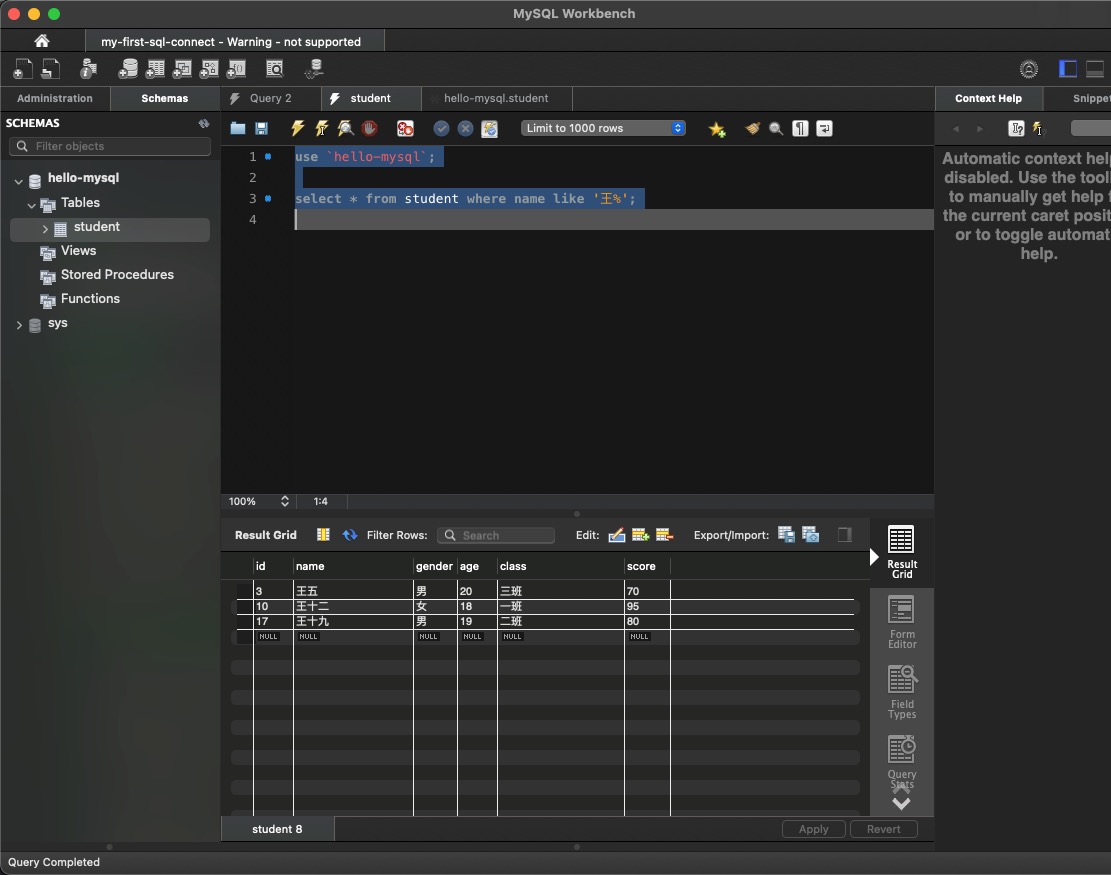 MySQL Workbench
my-first-sql-connect - Warning - not supported
Administration Schemas Query 2 student hello-mysql.student Context Help Snippet
SCHEMAS
Filter objects
hello-mysql
Tables
student
Views
Stored Procedures
Functions
sys
Limit to 1000 rows
1 use `hello-mysql`;
2
3 select * from student where name like '王%';
4
Automatic context help
disabled. Use the tool
to manually get help f
the current caret posit
or to toggle automat
help.
100% 1:4
Result Grid Filter Rows: Search Edit: Export/Import:
id name gender age class score
3 王五 男 20 三班 70
10 王十二 女 18 一班 95
17 王十九 男 19 二班 80
NULL NULL NULL NULL NULL NULL
Result
Grid
Form
Editor
Field
Types
Query
Stats
student 8 Apply Revert
Query Completed